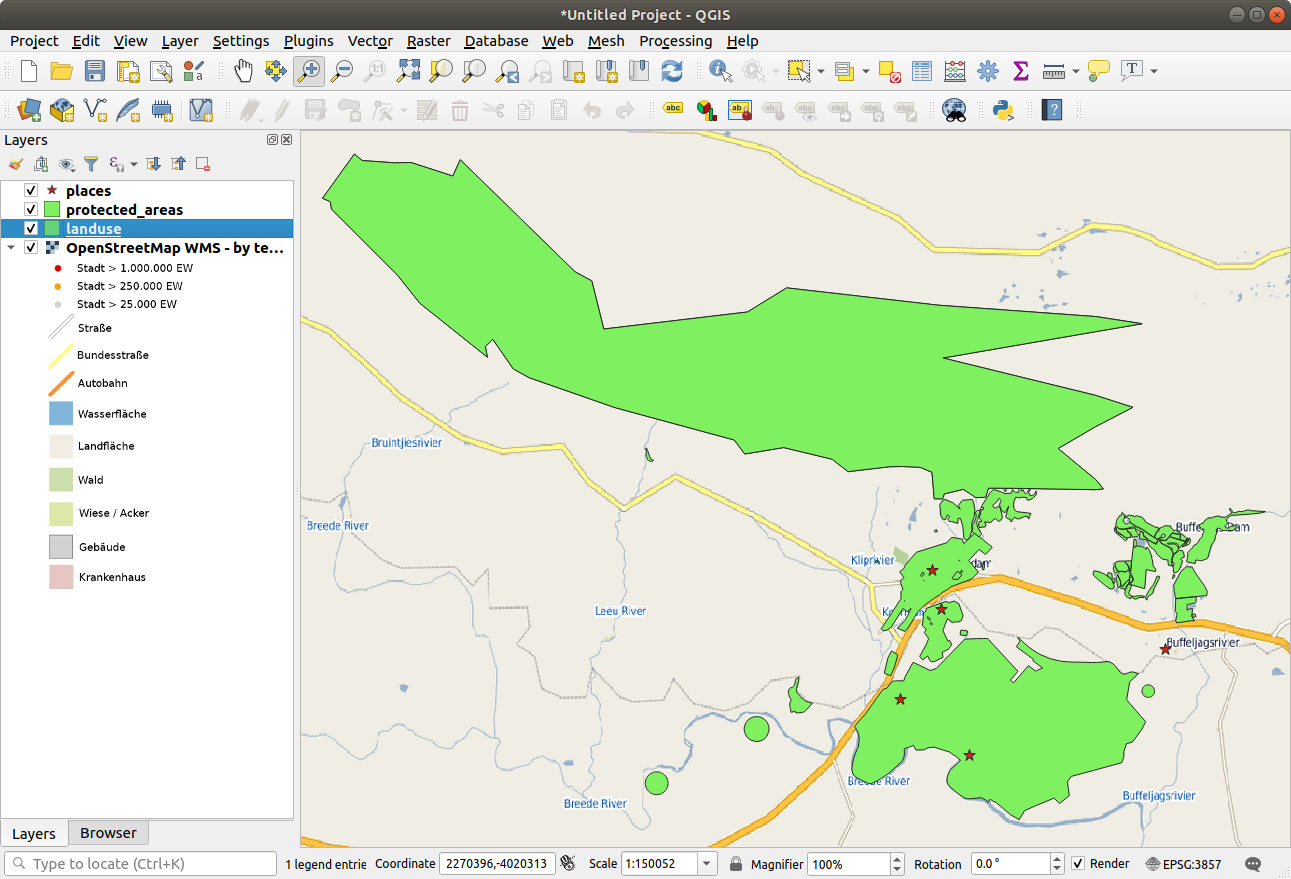 *Untitled Project - QGIS
Project Edit View Layer Settings Plugins Vector Raster Database Web Mesh Processing Help
Layers
places
protected_areas
landuse
OpenStreetMap WMS - by te...
Stadt > 1.000.000 EW
Stadt > 250.000 EW
Stadt > 25.000 EW
Straße
Bundesstraße
Autobahn
Wasserfläche
Landfläche
Wald
Wiese / Acker
Gebäude
Krankenhaus
Bruintjiesrivier
Breede River
Kliprivier
Leeu River
Buffeljagsrivier
Breede River
Breede River
Buffeljagsrivier
Layers Browser
Type to locate (Ctrl+K)
1 legend entrie Coordinate 2270396,-4020313 Scale 1:150052 Magnifier 100% Rotation 0.0 ° Render EPSG:3857